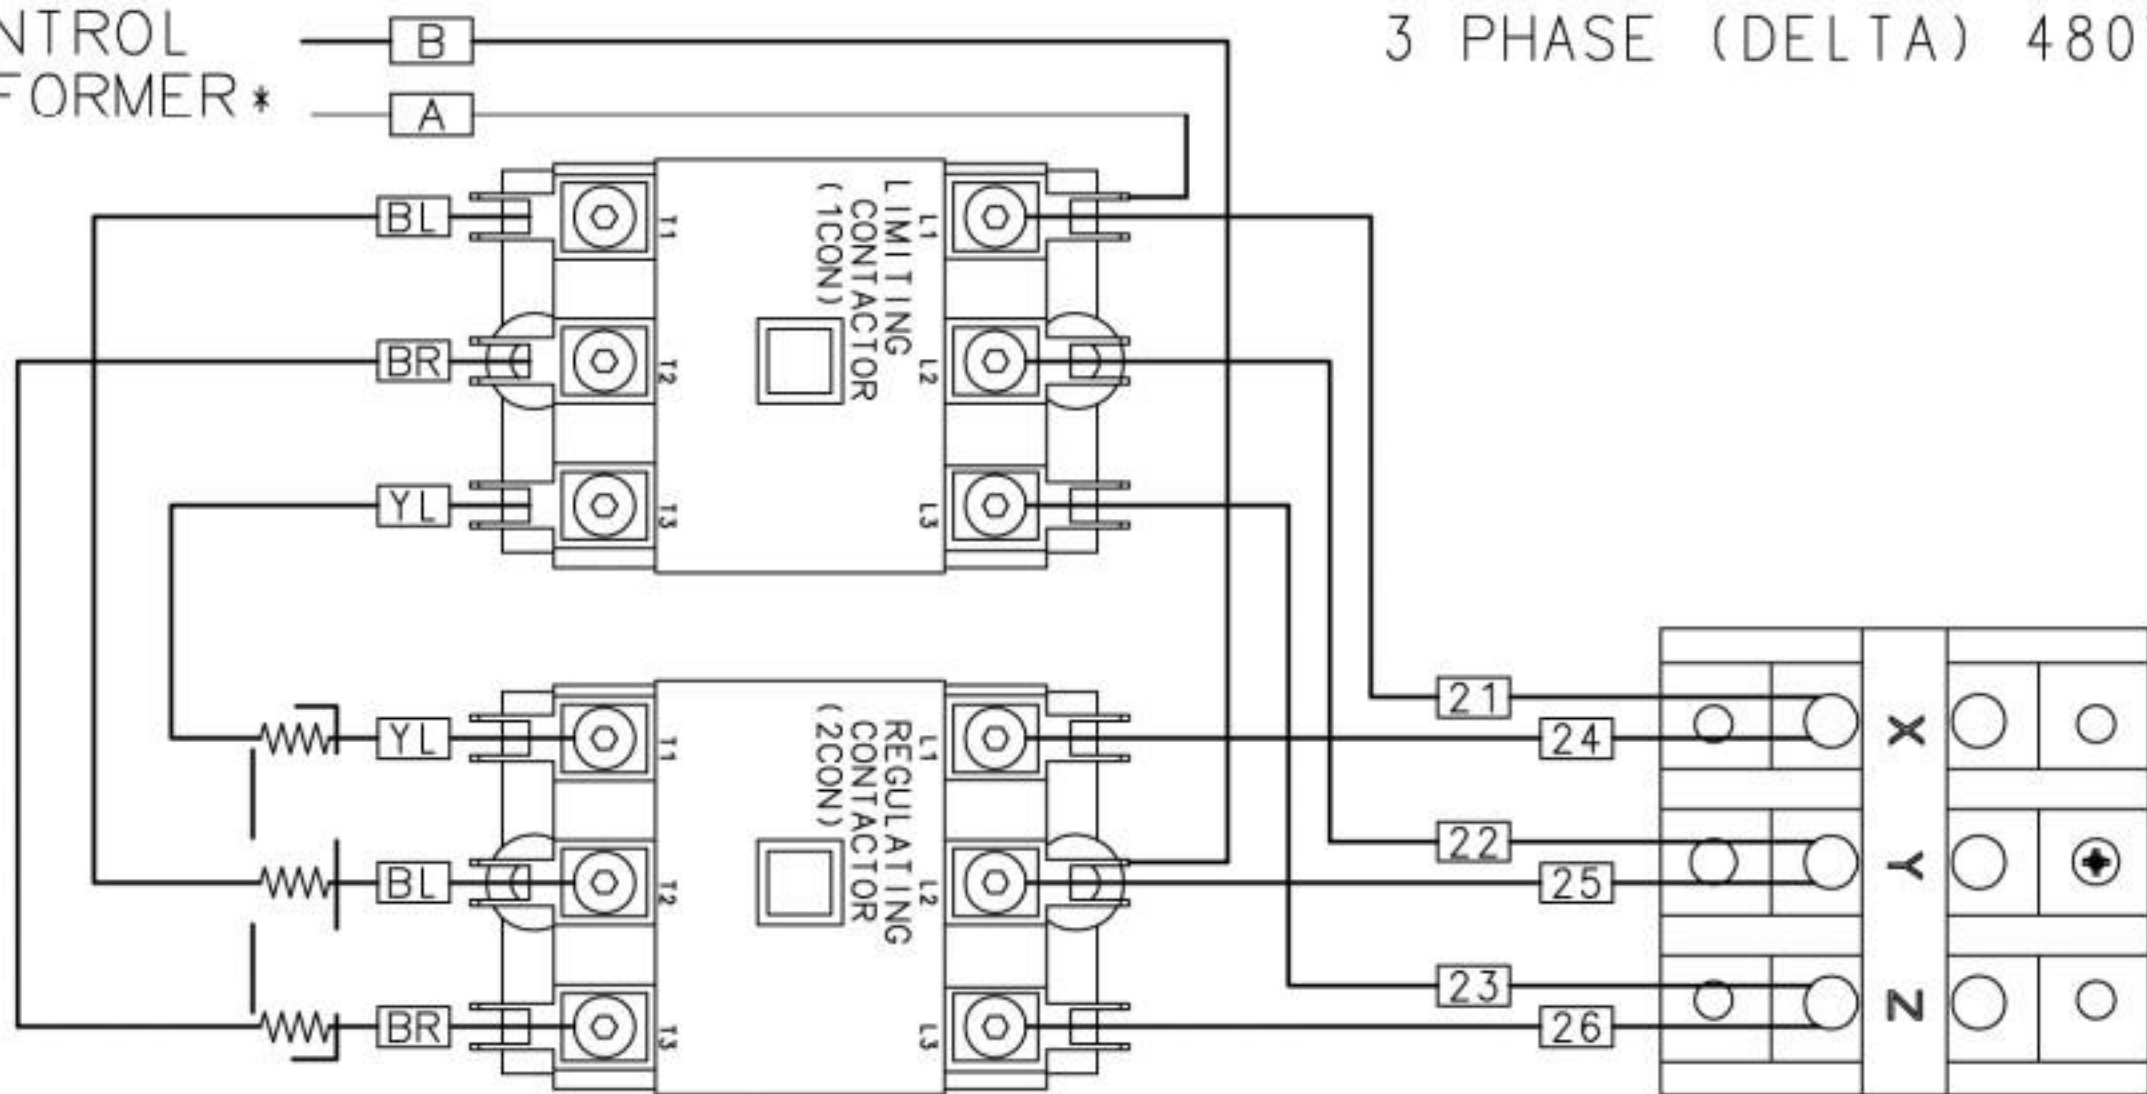 NTROL
FORMER*
B
A
3 PHASE (DELTA) 480
BL
T1
LIMITING
CONTACTOR
(1CON)
L1
BR
T2
L2
YL
T3
L3
21
X
YL
T1
REGULATING
CONTACTOR
(2CON)
L1
24
22
Y
BL
T2
L2
25
23
Z
BR
T3
L3
26